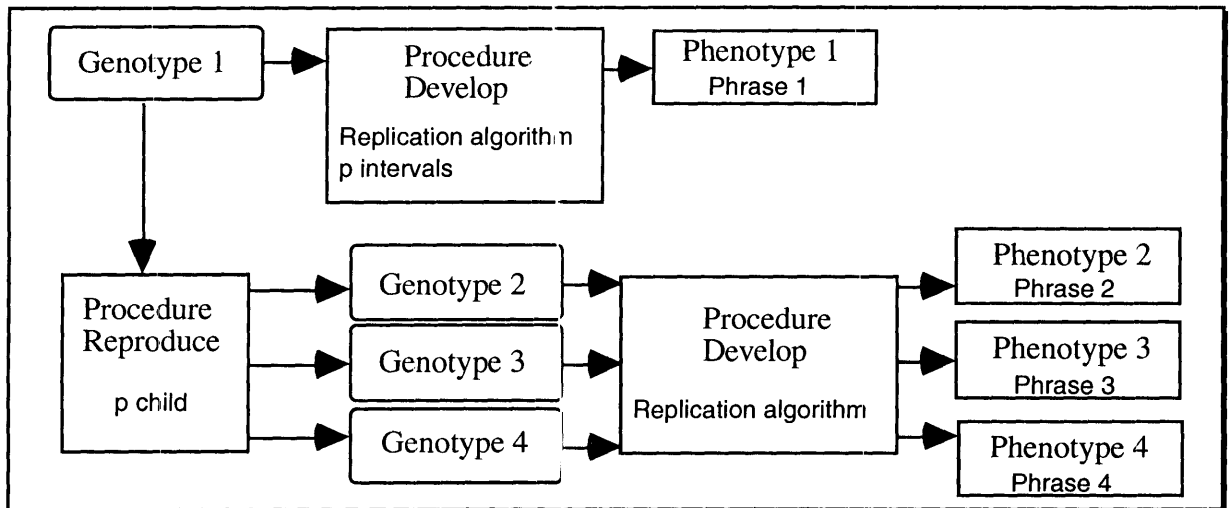 Genotype 1
Procedure
Develop
Replication algorithm
p intervals
Phenotype 1
Phrase 1
Procedure
Reproduce
p child
Genotype 2
Genotype 3
Genotype 4
Procedure
Develop
Replication algorithm
Phenotype 2
Phrase 2
Phenotype 3
Phrase 3
Phenotype 4
Phrase 4